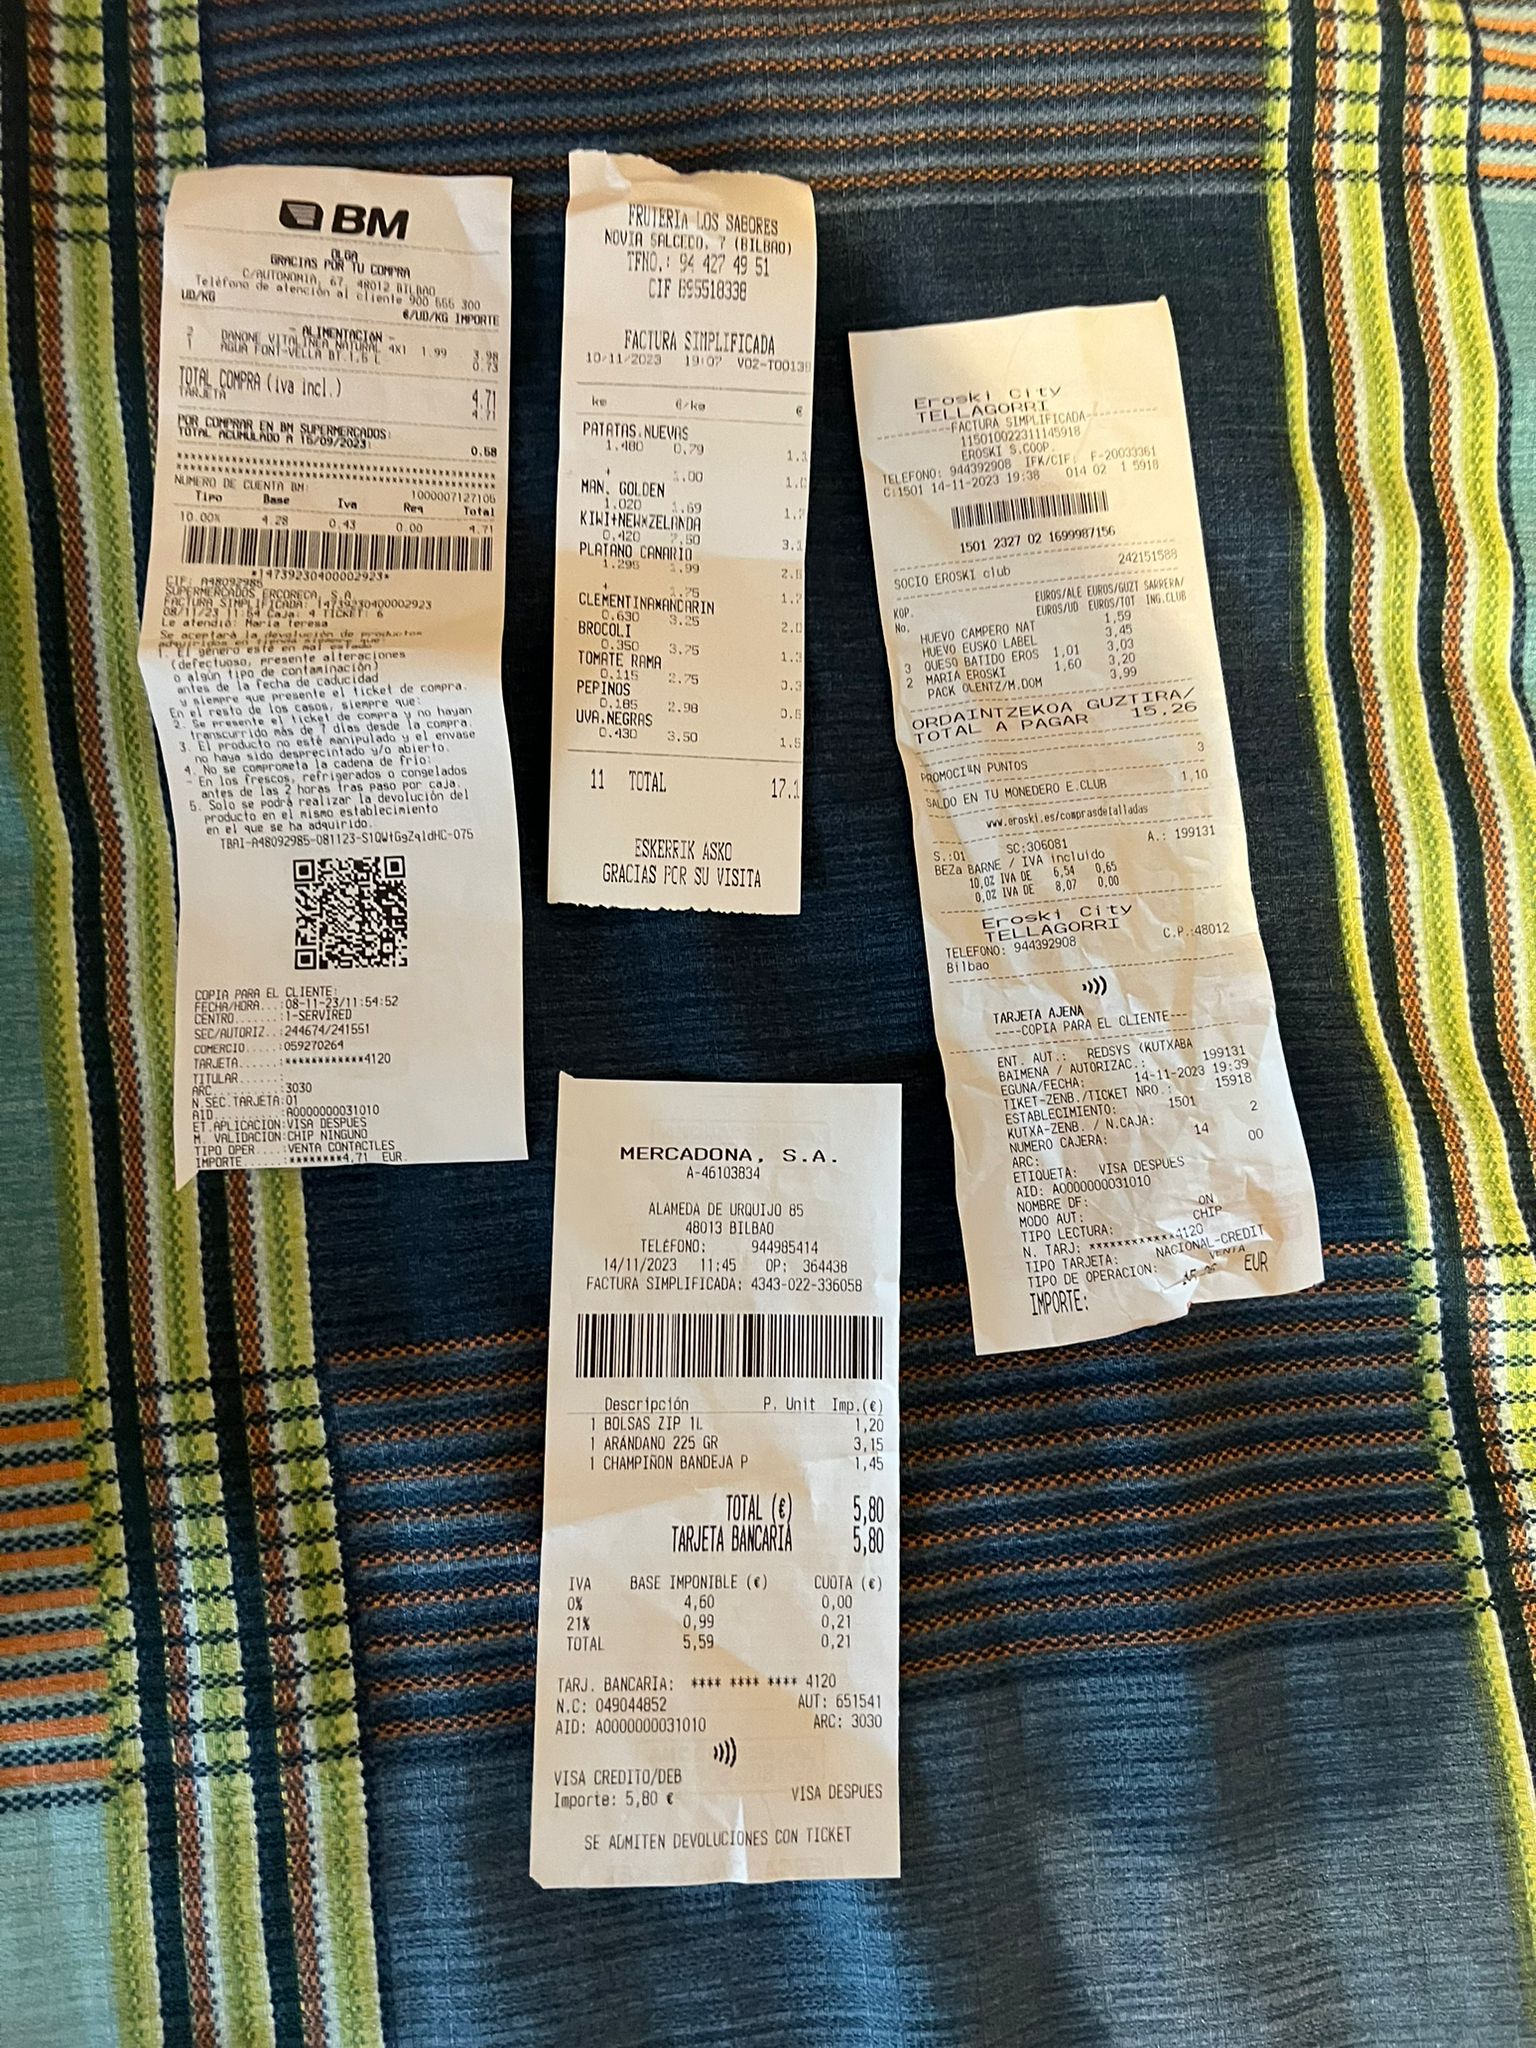 BM
OLGA
GRACIAS POR TU COMPRA
C/AUTONOMIA, 67, 48012 BILBAO
Teléfono de atención al cliente 900 555 300
UD/KG
€/UD/KG IMPORTE
- ALIMENTACION -
2 DANONE VITALINEA NATURAL 4X1 1.99 3.98
1 AGUA FONT-VELLA BT.1,5 L 0.73
TOTAL COMPRA (iva incl.) 4.71
TARJETA 4.71
POR COMPRAR EN BM SUPERMERCADOS:
TOTAL ACUMULADO A 15/09/2023: 0.58
NUMERO DE CUENTA BM: 1000007127105
Tipo Base Iva Req Total
10.00% 4.28 0.43 0.00 4.71
*14739230400002923*
CIF: A48092985
SUPERMERCADOS ERCORECA, S.A.
FACTURA SIMPLIFICADA: 14739230400002923
08/11/23 11:54 Caja: 4 TICKET: 6
Le atendió: María Teresa
Se aceptará la devolución de productos
adquiridos en tienda siempre que:
1. El género esté en mal estado
(defectuoso, presente alteraciones
o algún tipo de contaminación)
antes de la fecha de caducidad
y siempre que presente el ticket de compra.
En el resto de los casos, siempre que:
2. Se presente el ticket de compra y no hayan
transcurrido más de 7 días desde la compra.
3. El producto no esté manipulado y el envase
no haya sido desprecintado y/o abierto.
4. No se comprometa la cadena de frío:
- En los frescos, refrigerados o congelados
antes de las 2 horas tras paso por caja.
5. Solo se podrá realizar la devolución del
producto en el mismo establecimiento
en el que se ha adquirido.
TBAI-A48092985-081123-S1QWtGgZq1dHC-075
COPIA PARA EL CLIENTE:
FECHA/HORA...:08-11-23/11:54:52
CENTRO.......:1-SERVIRED
SEC/AUTORIZ..:244674/241551
COMERCIO.....:059270264
TARJETA......:************4120
TITULAR......:
ARC..........:3030
N.SEC.TARJETA:01
AID..........:A0000000031010
ET.APLICACION:VISA DESPUES
M. VALIDACION:CHIP NINGUNO
TIPO OPER....:VENTA CONTACTLES
IMPORTE......:********4,71 EUR.
FRUTERIA LOS SABORES
NOVIA SALCEDO, 7 (BILBAO)
TFNO.: 94 427 49 51
CIF B95518338
FACTURA SIMPLIFICADA
10/11/2023 19:07 V02-T00139
kg €/kg €
PATATAS.NUEVAS
1.480 0.79 1.1
+ 1.00 1.0
MAN. GOLDEN
1.020 1.69 1.7
KIWI*NEW*ZELANDA
0.420 7.50 3.1
PLATANO CANARIO
1.295 1.99 2.5
+ 1.75 1.7
CLEMENTINA*MANCARIN
0.630 3.25 2.0
BROCOLI
0.350 3.75 1.3
TOMATE RAMA
0.115 2.75 0.3
PEPINOS
0.185 2.98
UVA.NEGRAS
0.430 3.50 1.5
11 TOTAL 17.1
ESKERRIK ASKO
GRACIAS POR SU VISITA
Eroski City
TELLAGORRI
FACTURA SIMPLIFICADA
115010022311145918
EROSKI S.COOP.
TELEFONO: 944392908 IFK/CIF: F-20033361
C:1501 14-11-2023 19:38 014 02 1 5918
1501 2327 02 1699987156
SOCIO EROSKI club 242151588
KOP. EUROS/ALE EUROS/GUZT SARRERA/
No. EUROS/UD EUROS/TOT ING.CLUB
HUEVO CAMPERO NAT 1,59
HUEVO EUSKO LABEL 3,45
3 QUESO BATIDO EROS 1,01 3,03
2 MARIA EROSKI 1,60 3,20
PACK OLENTZ/M.DOM 3,99
ORDAINTZEKOA GUZTIRA/
TOTAL A PAGAR 15,26
PROMOCI¼N PUNTOS 3
SALDO EN TU MONEDERO E.CLUB 1,10
www.eroski.es/comprasdetalladas
S.:01 SC:306081 A.: 199131
BEZa BARNE / IVA incluido
10,0% IVA DE 6,54 0,65
0,0% IVA DE 8,07 0,00
Eroski City
TELLAGORRI
TELEFONO: 944392908 C.P.:48012
Bilbao
TARJETA AJENA
----COPIA PARA EL CLIENTE---
ENT. AUT.: REDSYS (KUTXABA
BAIMENA / AUTORIZAC.: 199131
EGUNA/FECHA: 14-11-2023 19:39
TIKET-ZENB./TICKET NRO.: 15918
ESTABLECIMIENTO: 1501
KUTXA-ZENB. / N.CAJA: 2
NUMERO CAJERA: 14
ARC: 00
ETIQUETA: VISA DESPUES
AID: A0000000031010
NOMBRE DF:
MODO AUT: ON
TIPO LECTURA: CHIP
N. TARJ: ************4120
TIPO TARJETA: NACIONAL-CREDIT
TIPO DE OPERACION: VENTA
IMPORTE: EUR
MERCADONA, S.A.
A-46103834
ALAMEDA DE URQUIJO 85
48013 BILBAO
TELÉFONO: 944985414
14/11/2023 11:45 OP: 364438
FACTURA SIMPLIFICADA: 4343-022-336058
Descripción P. Unit Imp.(€)
1 BOLSAS ZIP 1L 1,20
1 ARANDANO 225 GR 3,15
1 CHAMPIÑON BANDEJA P 1,45
TOTAL (€) 5,80
TARJETA BANCARIA 5,80
IVA BASE IMPONIBLE (€) CUOTA (€)
0% 4,60 0,00
21% 0,99 0,21
TOTAL 5,59 0,21
TARJ. BANCARIA: **** **** **** 4120
N.C: 049044852 AUT: 651541
AID: A0000000031010 ARC: 3030
VISA CREDITO/DEB
Importe: 5,80 € VISA DESPUES
SE ADMITEN DEVOLUCIONES CON TICKET